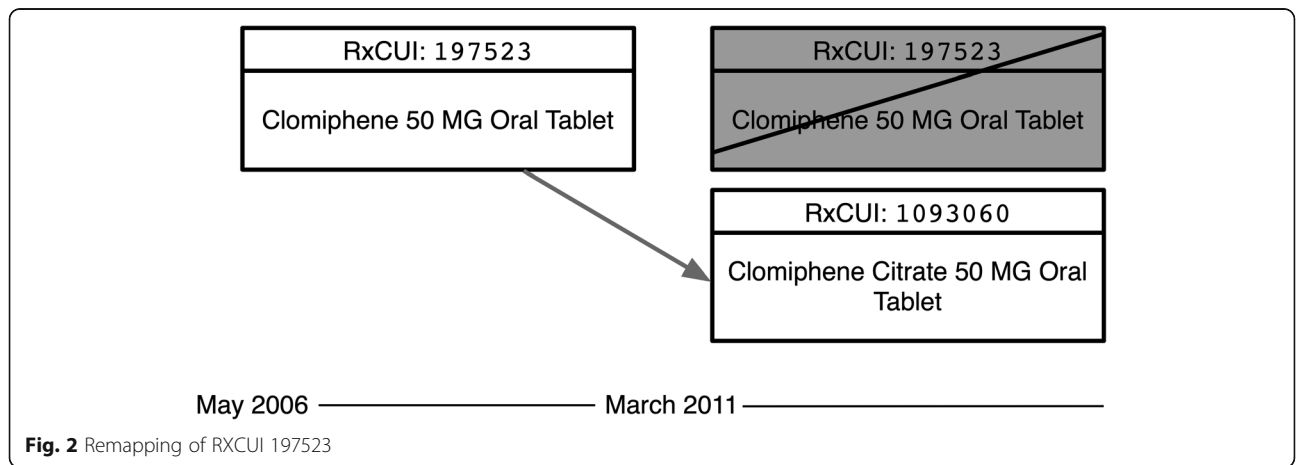 RxCUI: 197523
Clomiphene 50 MG Oral Tablet
RxCUI: 197523
Clomiphene 50 MG Oral Tablet
RxCUI: 1093060
Clomiphene Citrate 50 MG Oral
Tablet
May 2006
March 2011
Fig. 2 Remapping of RXCUI 197523